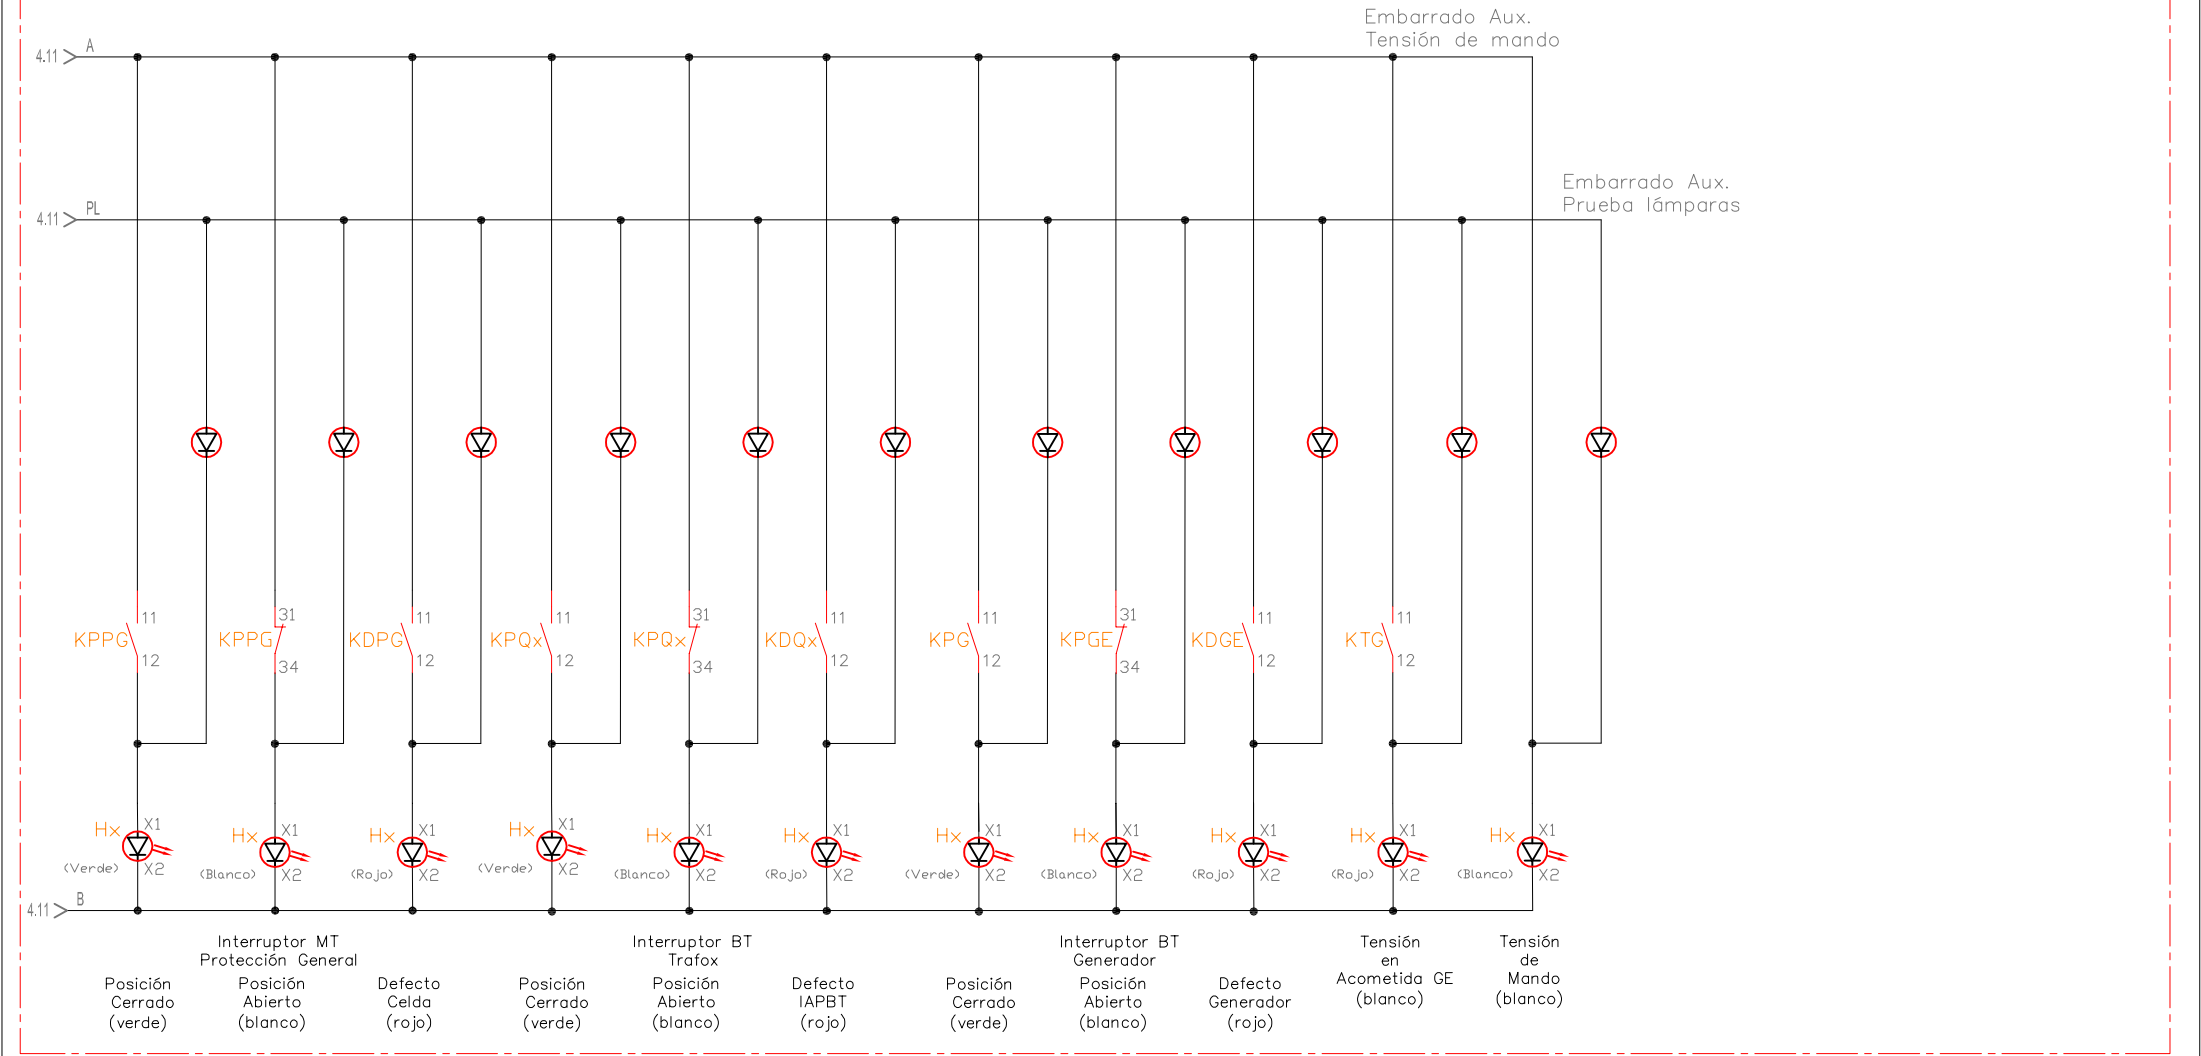 Embarrado Aux.
Tensión de mando
4.11 A
Embarrado Aux.
Prueba lámparas
4.11 PL
11 31 11 11 31 11 11 31 11 11
KPPG KPPG KDPG KPQx KPQx KDQx KPG KPGE KDGE KTG
12 34 12 12 34 12 12 34 12 12
X1 X1 X1 X1 X1 X1 X1 X1 X1 X1 X1
Hx Hx Hx Hx Hx Hx Hx Hx Hx Hx Hx
(Verde) (Blanco) (Rojo) (Verde) (Blanco) (Rojo) (Verde) (Blanco) (Rojo) (Rojo) (Blanco)
X2 X2 X2 X2 X2 X2 X2 X2 X2 X2 X2
4.11 B
Interruptor MT
Protección General
Posición
Cerrado
(verde)
Posición
Abierto
(blanco)
Defecto
Celda
(rojo)
Interruptor BT
Trafox
Posición
Cerrado
(verde)
Posición
Abierto
(blanco)
Defecto
IAPBT
(rojo)
Interruptor BT
Generador
Posición
Cerrado
(verde)
Posición
Abierto
(blanco)
Defecto
Generador
(rojo)
Tensión
en
Acometida GE
(blanco)
Tensión
de
Mando
(blanco)